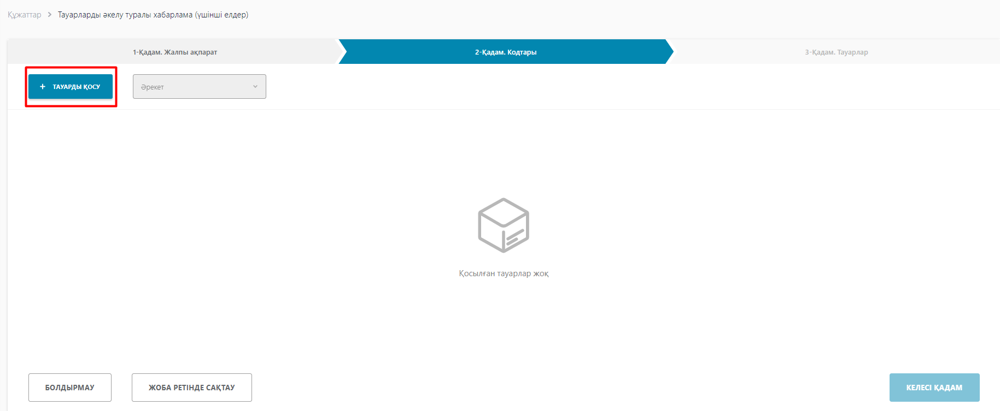 Құжаттар > Тауарларды әкелу туралы хабарлама (үшінші елдер)
1-Қадам. Жалпы ақпарат
2-Қадам. Кодтары
3-Қадам. Тауарлар
+ ТАУАРДЫ ҚОСУ
Әрекет
Қосылған тауарлар жоқ
БОЛДЫРМАУ
ЖОБА РЕТІНДЕ САҚТАУ
КЕЛЕСІ ҚАДАМ